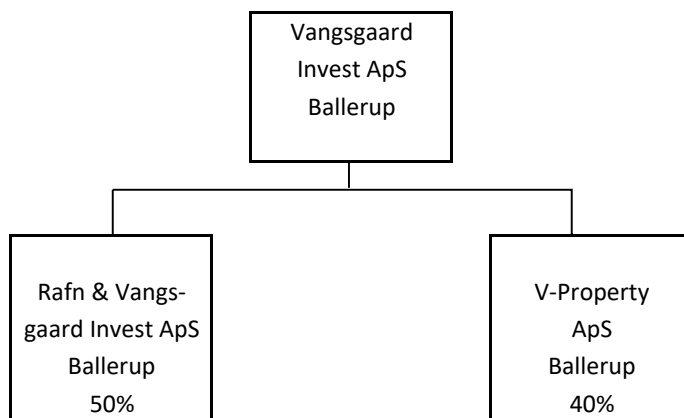 Vangsgaard
Invest ApS
Ballerup
Rafn & Vangs-
gaard Invest ApS
Ballerup
50%
V-Property
ApS
Ballerup
40%